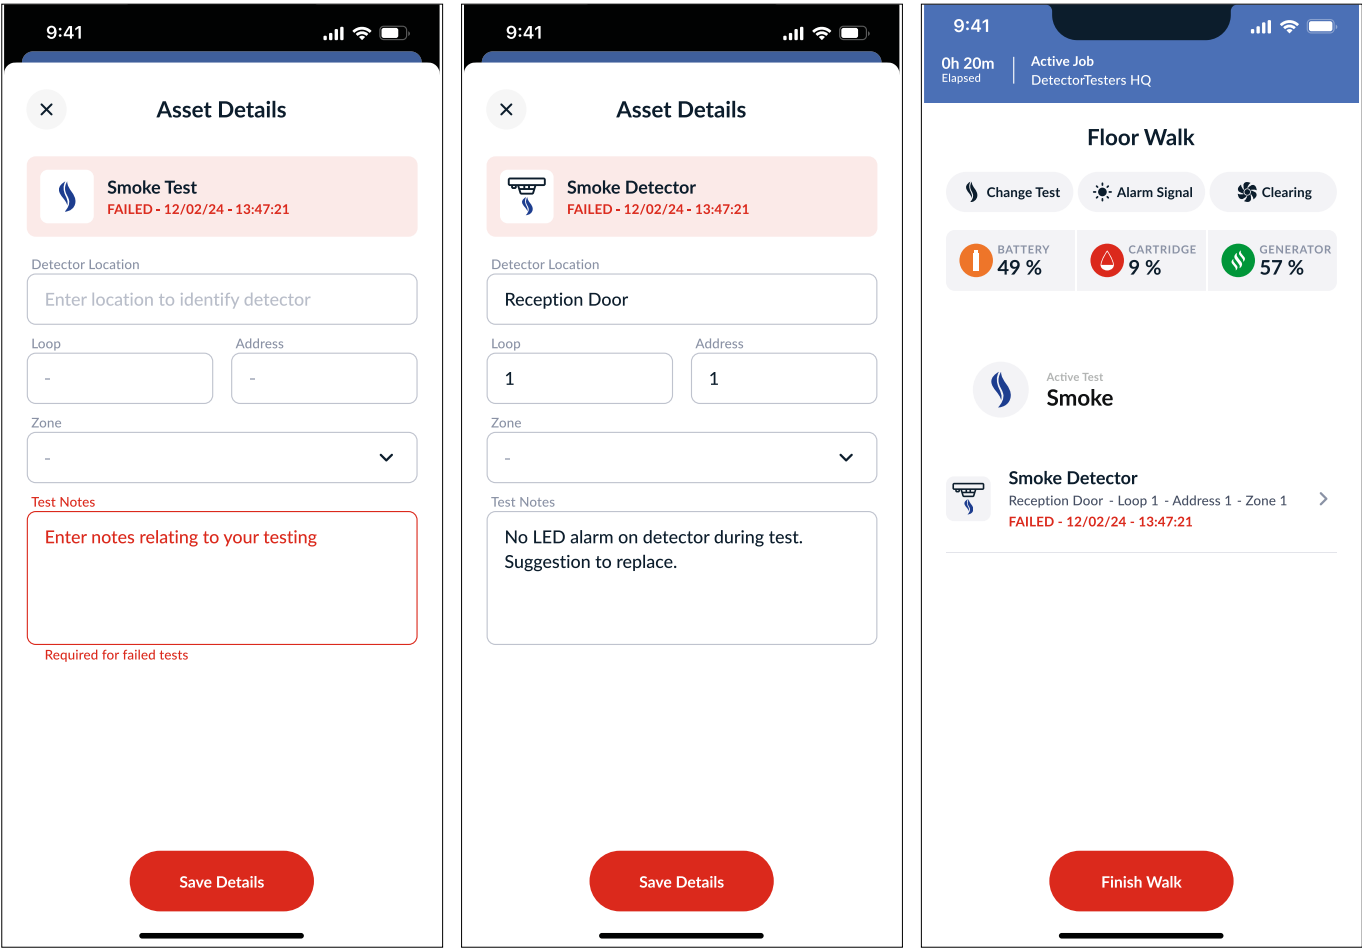 9:41
Asset Details
Smoke Test
FAILED - 12/02/24 - 13:47:21
Detector Location
Enter location to identify detector
Loop
Address
-
-
Zone
-
Test Notes
Enter notes relating to your testing
Required for failed tests
Save Details
9:41
Asset Details
Smoke Detector
FAILED - 12/02/24 - 13:47:21
Detector Location
Reception Door
Loop
Address
1
1
Zone
-
Test Notes
No LED alarm on detector during test.
Suggestion to replace.
Save Details
9:41
0h 20m
Elapsed
Active Job
DetectorTesters HQ
Floor Walk
Change Test
Alarm Signal
Clearing
BATTERY
49 %
CARTRIDGE
9 %
GENERATOR
57 %
Active Test
Smoke
Smoke Detector
Reception Door - Loop 1 - Address 1 - Zone 1
FAILED - 12/02/24 - 13:47:21
Finish Walk